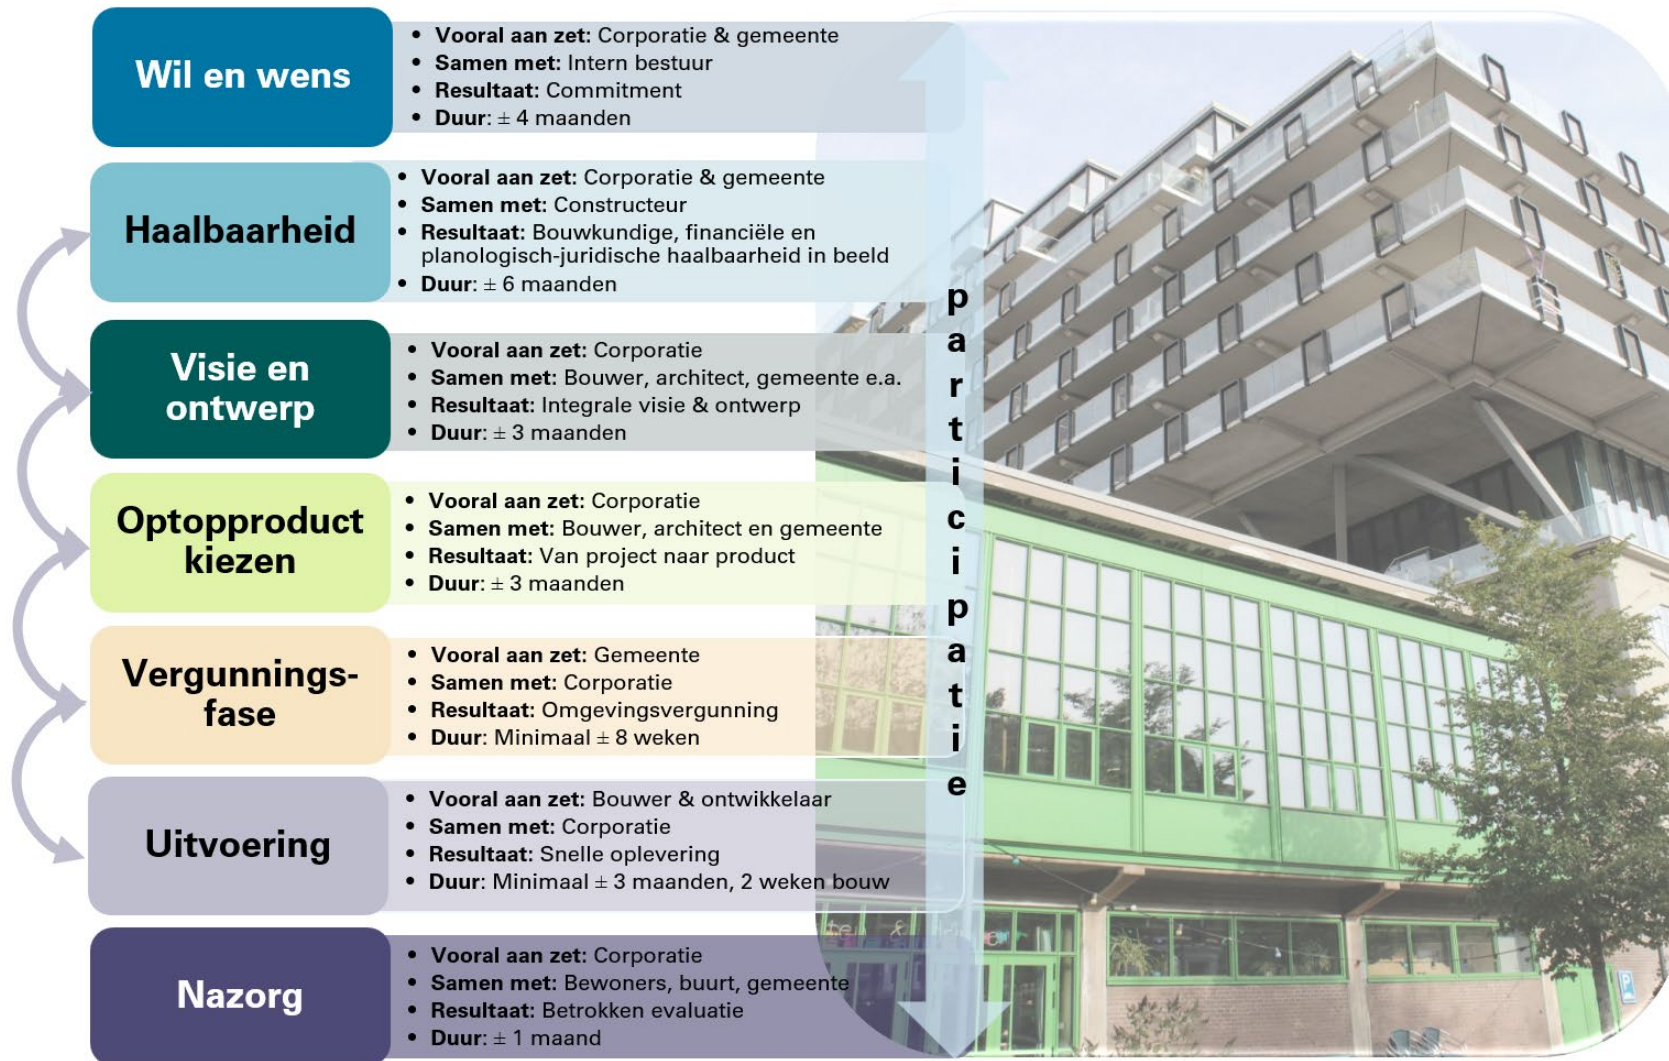 Wil en wens
• Vooral aan zet: Corporatie & gemeente
• Samen met: Intern bestuur
• Resultaat: Commitment
• Duur: ± 4 maanden
Haalbaarheid
• Vooral aan zet: Corporatie & gemeente
• Samen met: Constructeur
• Resultaat: Bouwkundige, financiële en
planologisch-juridische haalbaarheid in beeld
• Duur: ± 6 maanden
Visie en
ontwerp
• Vooral aan zet: Corporatie
• Samen met: Bouwer, architect, gemeente e.a.
• Resultaat: Integrale visie & ontwerp
• Duur: ± 3 maanden
Optopproduct
kiezen
• Vooral aan zet: Corporatie
• Samen met: Bouwer, architect en gemeente
• Resultaat: Van project naar product
• Duur: ± 3 maanden
Vergunnings-
fase
• Vooral aan zet: Gemeente
• Samen met: Corporatie
• Resultaat: Omgevingsvergunning
• Duur: Minimaal ± 8 weken
Uitvoering
• Vooral aan zet: Bouwer & ontwikkelaar
• Samen met: Corporatie
• Resultaat: Snelle oplevering
• Duur: Minimaal ± 3 maanden, 2 weken bouw
Nazorg
• Vooral aan zet: Corporatie
• Samen met: Bewoners, buurt, gemeente
• Resultaat: Betrokken evaluatie
• Duur: ± 1 maand
participatie
P